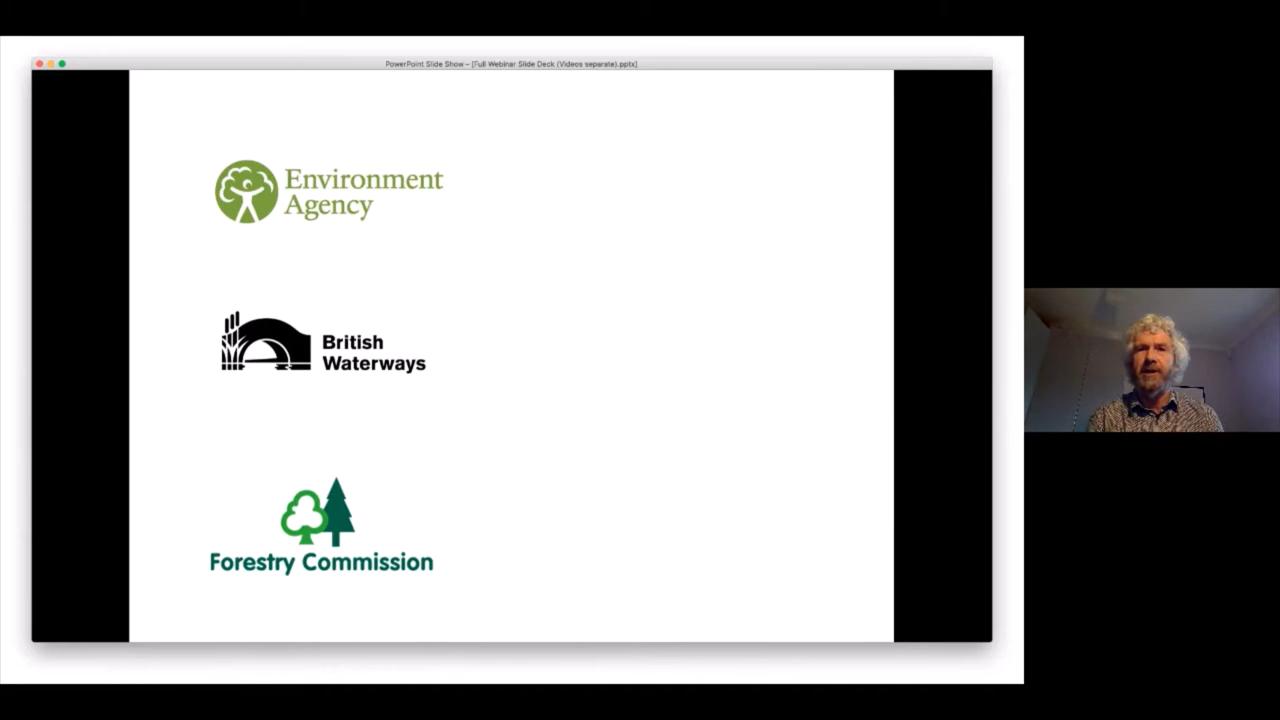 PowerPoint Slide Show – [Full Webinar Slide Deck (Videos separate).pptx]
Environment
Agency
British
Waterways
Forestry Commission